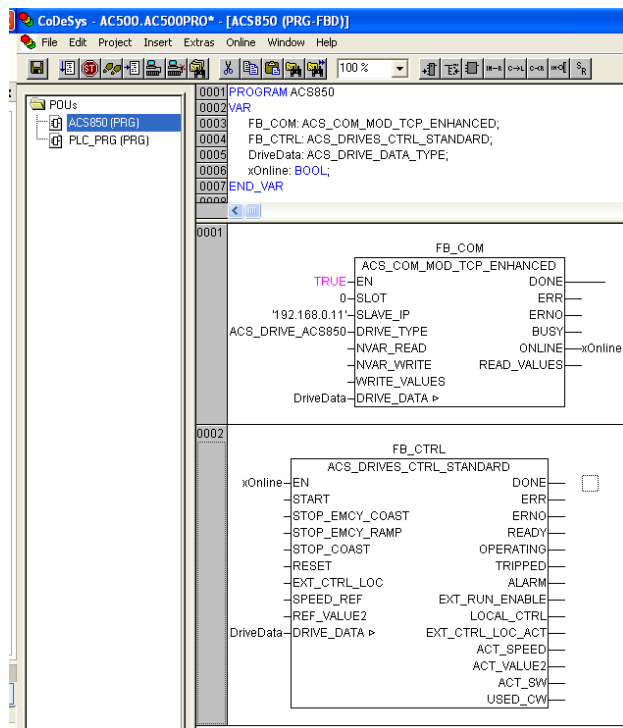 CoDeSys - AC500.AC500PRO* - [ACS850 (PRG-FBD)]
File Edit Project Insert Extras Online Window Help
100 %
POUs
ACS850 (PRG)
PLC_PRG (PRG)
0001 PROGRAM ACS850
0002 VAR
0003 FB_COM: ACS_COM_MOD_TCP_ENHANCED;
0004 FB_CTRL: ACS_DRIVES_CTRL_STANDARD;
0005 DriveData: ACS_DRIVE_DATA_TYPE;
0006 xOnline: BOOL;
0007 END_VAR
0008
0001
FB_COM
ACS_COM_MOD_TCP_ENHANCED
TRUE EN DONE
0 SLOT ERR
'192.168.0.11' SLAVE_IP ERNO
ACS_DRIVE_ACS850 DRIVE_TYPE BUSY
NVAR_READ ONLINE xOnline
NVAR_WRITE READ_VALUES
WRITE_VALUES
DriveData DRIVE_DATA ▹
0002
FB_CTRL
ACS_DRIVES_CTRL_STANDARD
xOnline EN DONE
START ERR
STOP_EMCY_COAST ERNO
STOP_EMCY_RAMP READY
STOP_COAST OPERATING
RESET TRIPPED
EXT_CTRL_LOC ALARM
SPEED_REF EXT_RUN_ENABLE
REF_VALUE2 LOCAL_CTRL
DriveData DRIVE_DATA ▹ EXT_CTRL_LOC_ACT
ACT_SPEED
ACT_VALUE2
ACT_SW
USED_CW